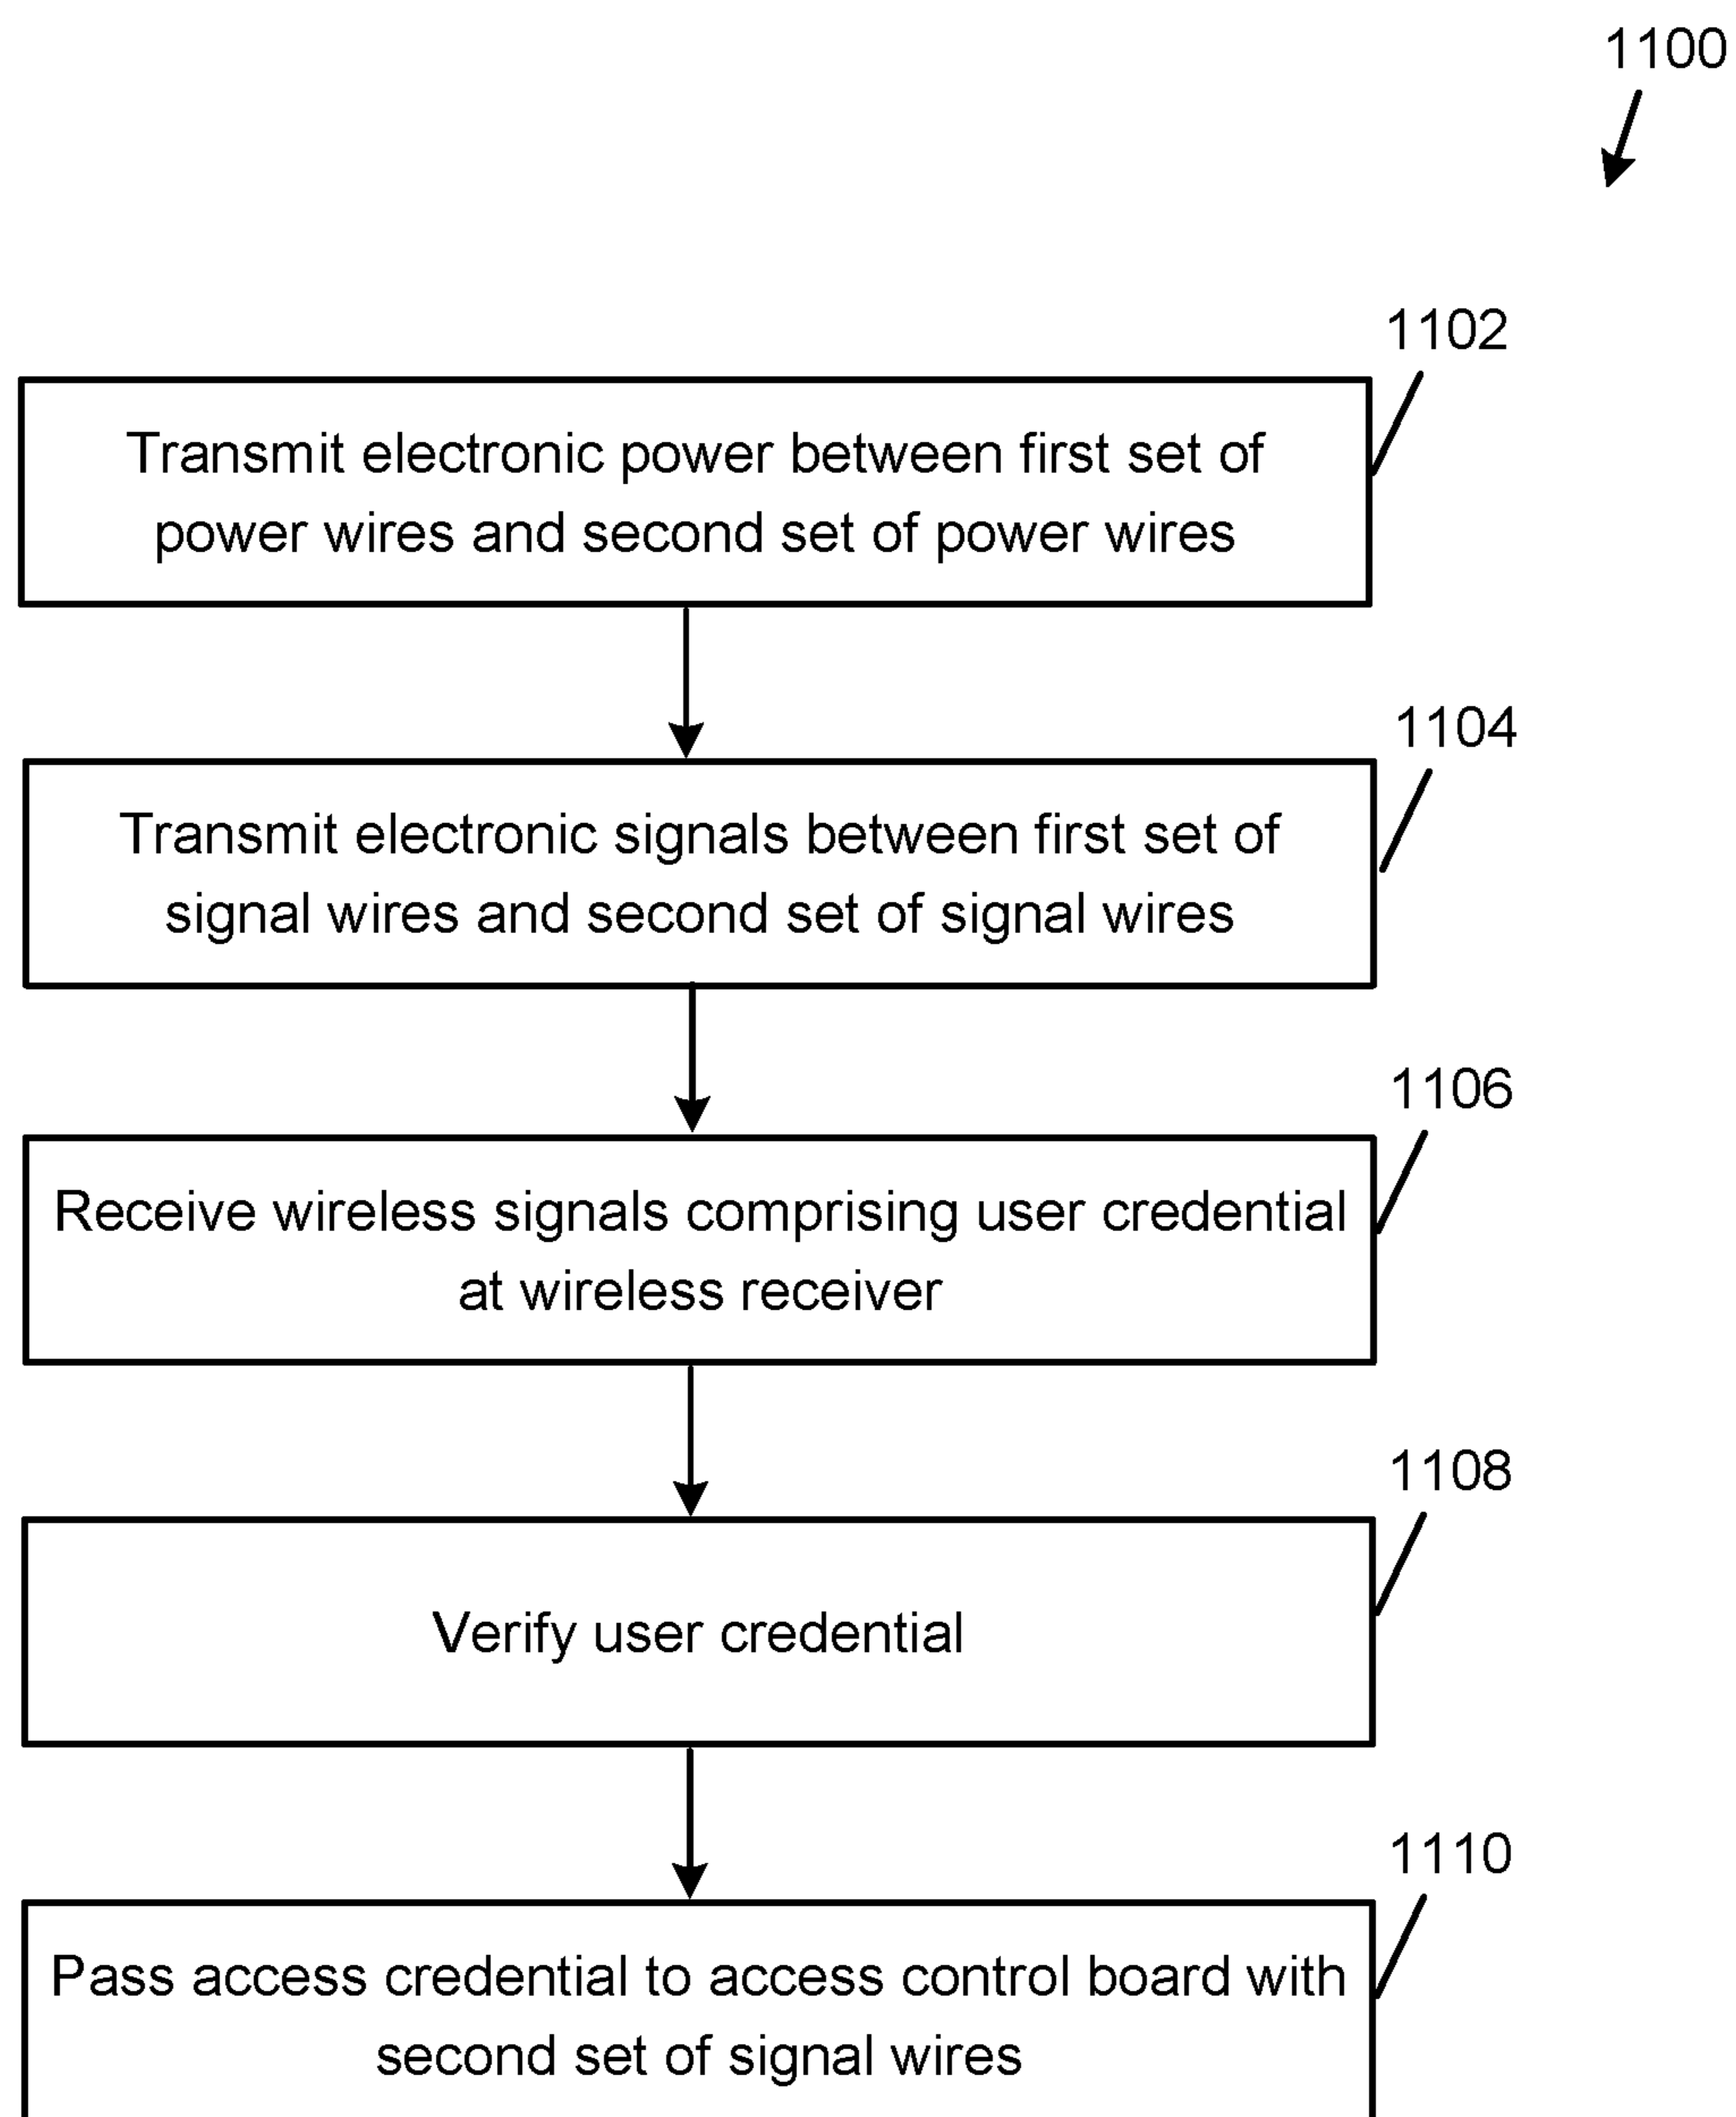 1100
1102
Transmit electronic power between first set of
power wires and second set of power wires
1104
Transmit electronic signals between first set of
signal wires and second set of signal wires
1106
Receive wireless signals comprising user credential
at wireless receiver
1108
Verify user credential
1110
Pass access credential to access control board with
second set of signal wires